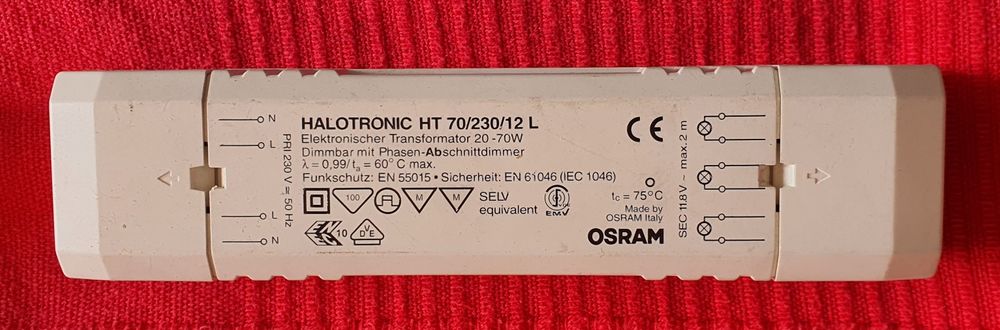 N
L
PRI 230 V ≂ 50 Hz
L
N
HALOTRONIC HT 70/230/12 L
Elektronischer Transformator 20-70W
Dimmbar mit Phasen-Abschnittdimmer
λ = 0,99/ta = 60°C max.
Funkschutz: EN 55015 • Sicherheit: EN 61046 (IEC 1046)
100
M
M
SELV
equivalent
EMV
10
VDE
CE
tc = 75°C
Made by
OSRAM Italy
OSRAM
SEC 11.8V ~ max. 2 m